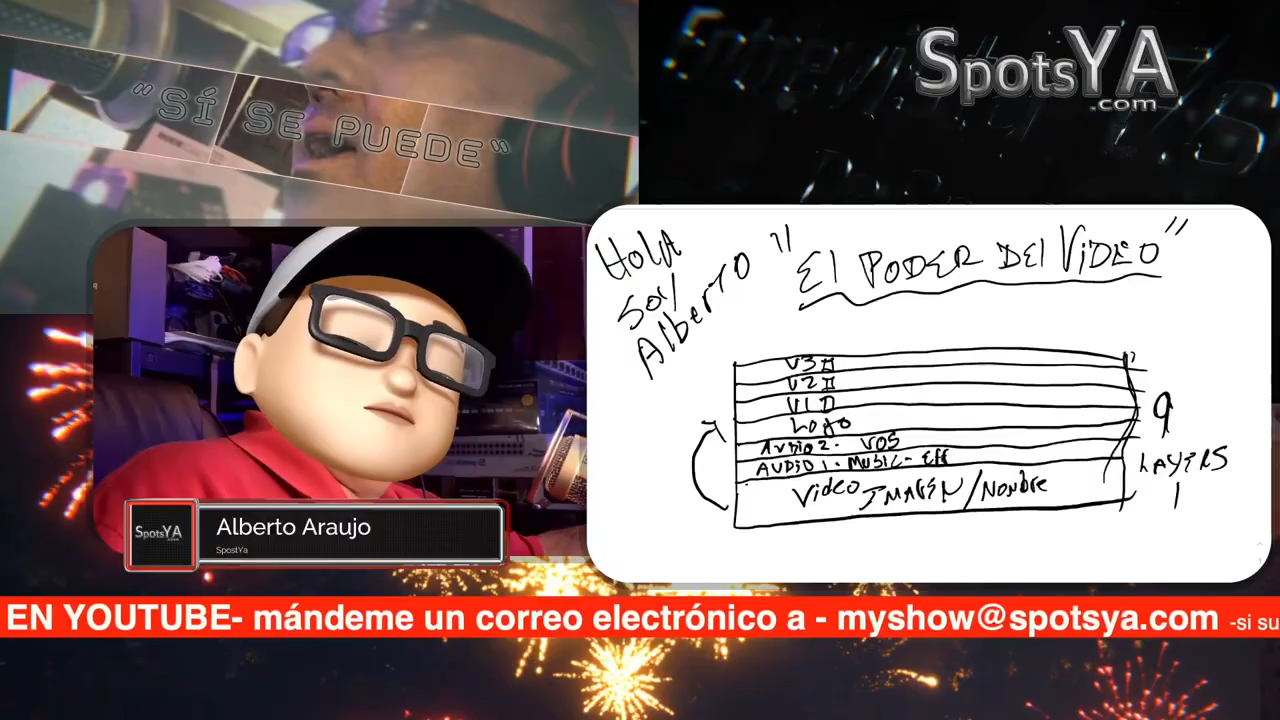 "SÍ SE PUEDE"
SpotsYA
.com
HOLA
SOY
AlberTO
"El PODER DEL ViDEO"
V3
V2
V1
Logo
AUDiO 2 - VOS
AUDiO 1 - MUSIC - Eff
ViDEO IMAGEN / NOMBRE
9
LAYERS
1
SpotsYA
.com
Alberto Araujo
SpostYa
EN YOUTUBE- mándeme un correo electrónico a - myshow@spotsya.com -si su